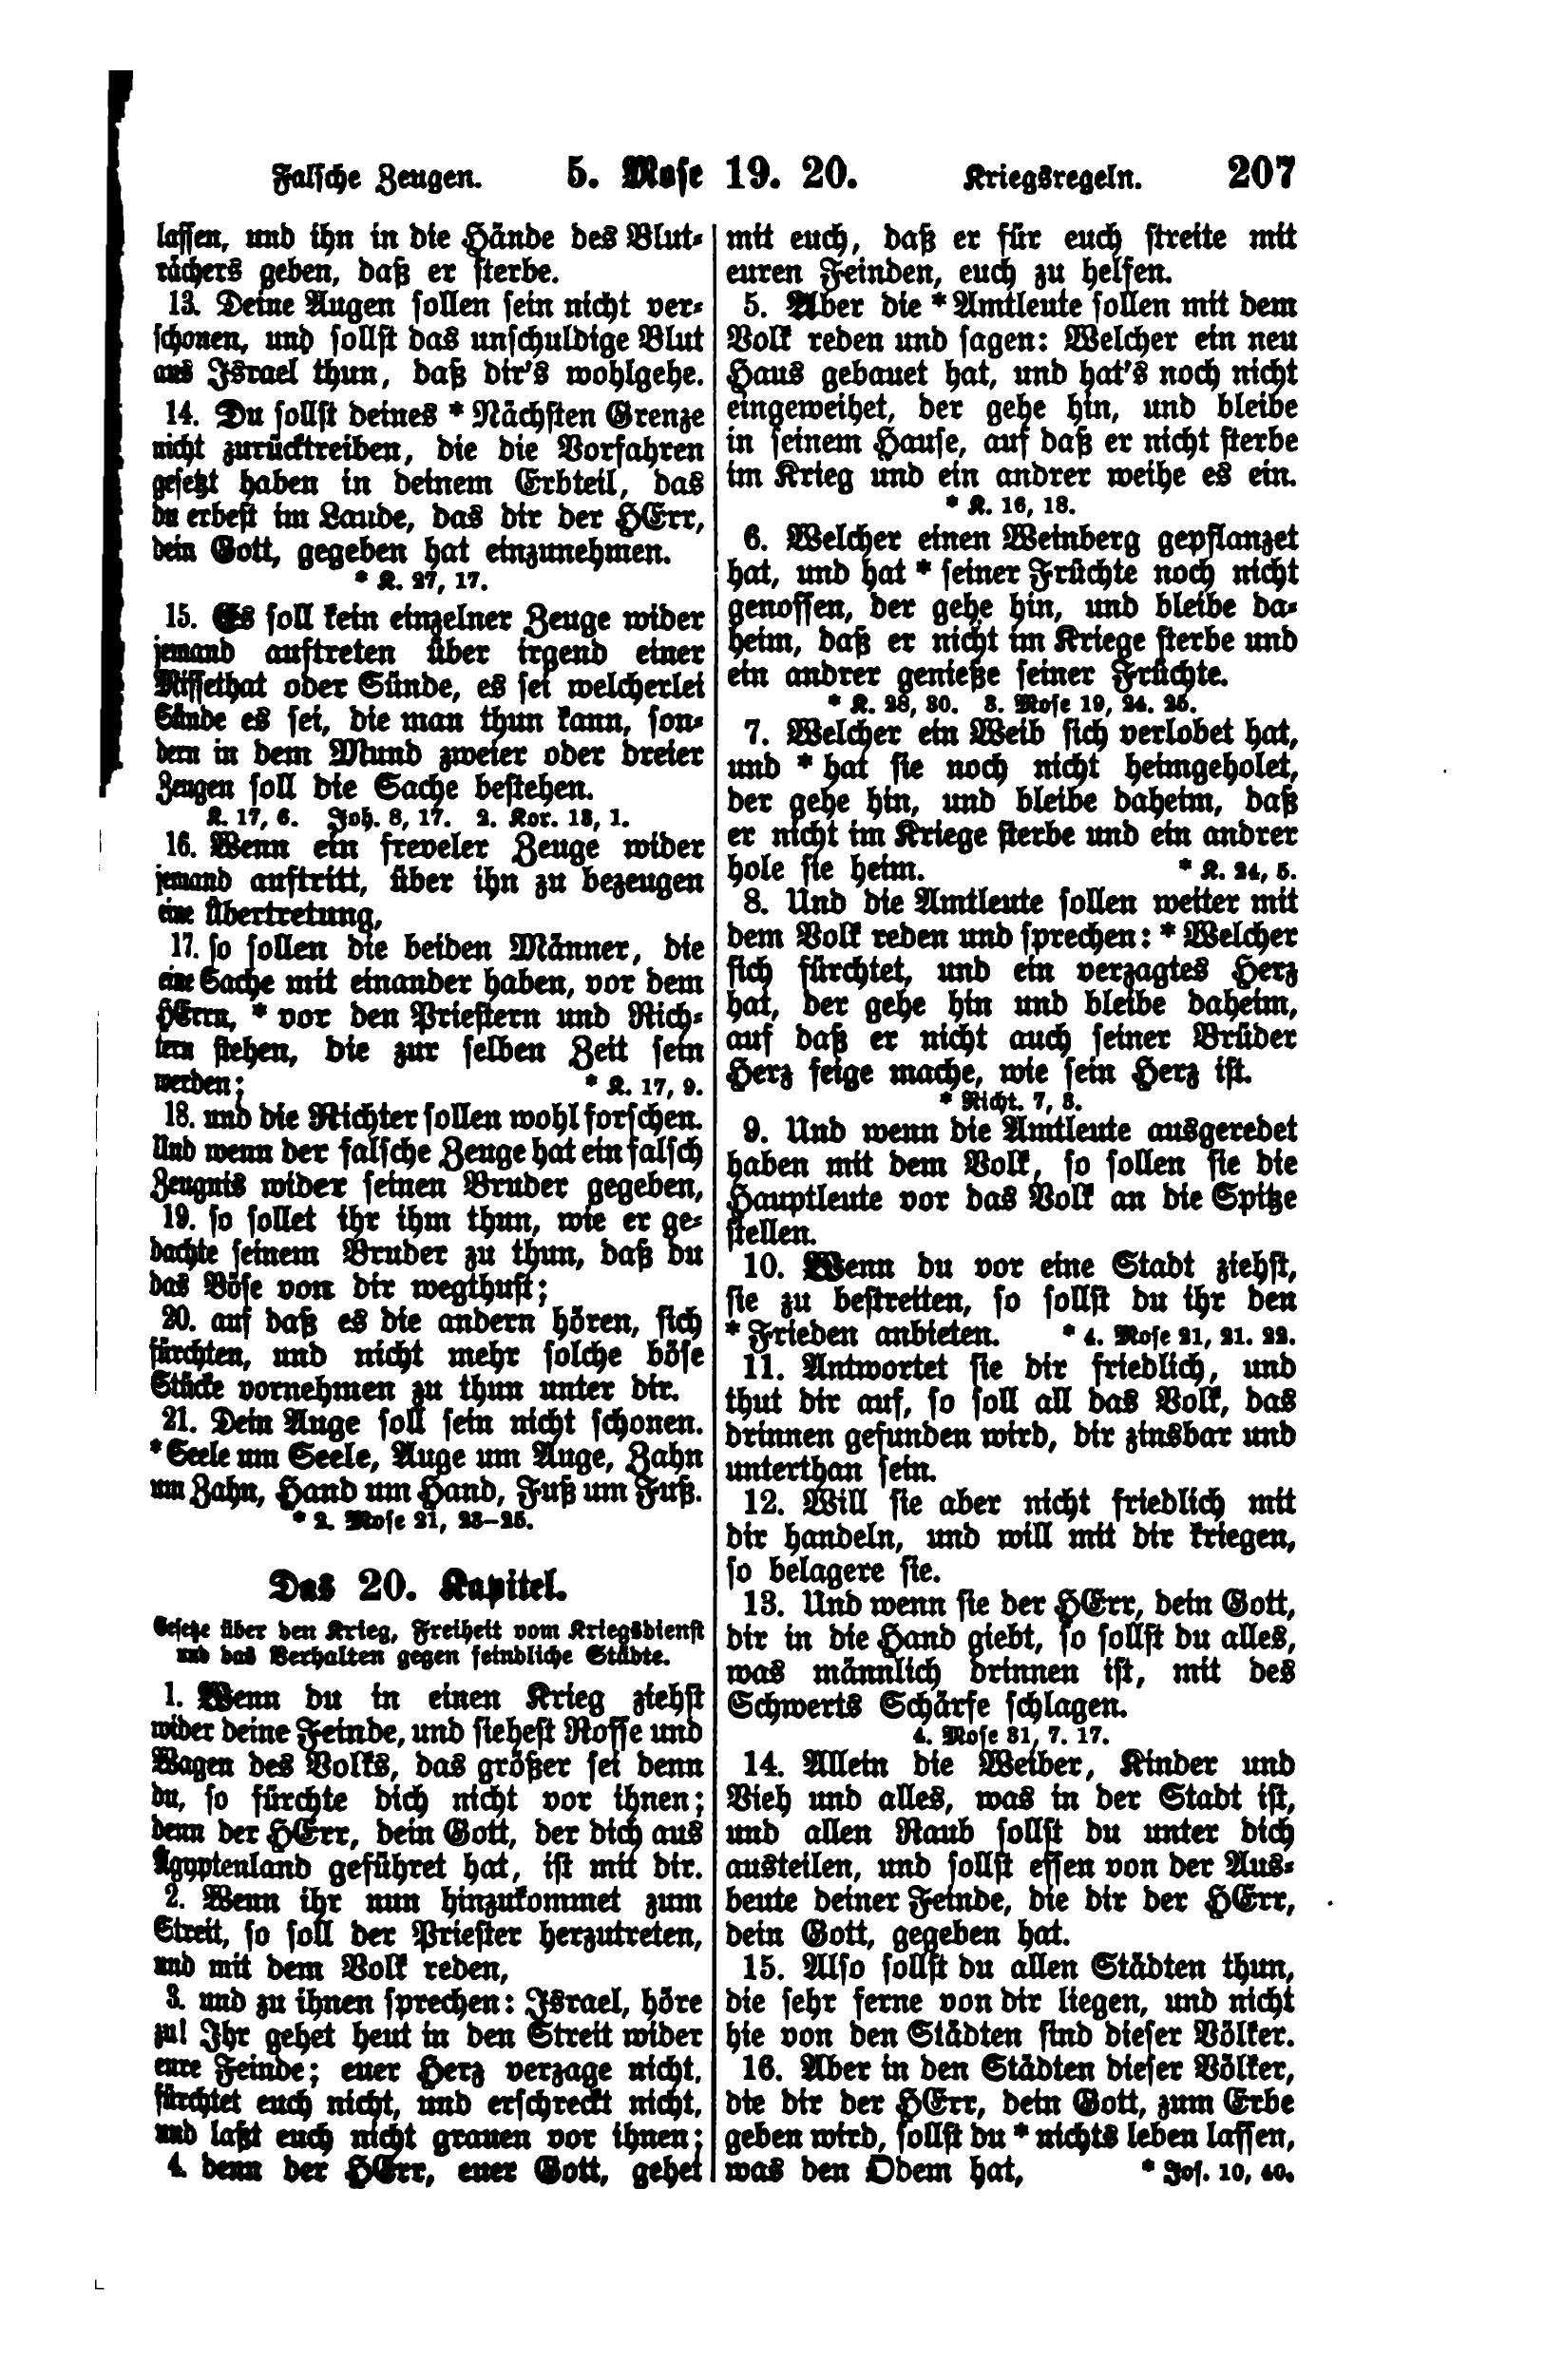 Falsche Zeugen. 5. Mose 19. 20. Kriegsregeln. 207
lassen, und ihn in die Hände des Blut-
rächers geben, daß er sterbe.
13. Deine Augen sollen sein nicht ver-
schonen, und sollst das unschuldige Blut
aus Israel thun, daß dir's wohlgehe.
14. Du sollst deines * Nächsten Grenze
nicht zurücktreiben, die die Vorfahren
gesetzt haben in deinem Erbteil, das
du erbest im Lande, das dir der HErr,
dein Gott, gegeben hat einzunehmen.
* K. 27, 17.
15. Es soll kein einzelner Zeuge wider
jemand auftreten über irgend einer
Missethat oder Sünde, es sei welcherlei
Sünde es sei, die man thun kann, son-
dern in dem Mund zweier oder dreier
Zeugen soll die Sache bestehen.
K. 17, 6. Joh. 8, 17. 2. Kor. 13, 1.
16. Wenn ein freveler Zeuge wider
jemand auftritt, über ihn zu bezeugen
eine Übertretung,
17. so sollen die beiden Männer, die
eine Sache mit einander haben, vor dem
HErrn, * vor den Priestern und Rich-
tern stehen, die zur selben Zeit sein
werden; * K. 17, 9.
18. und die Richter sollen wohl forschen.
Und wenn der falsche Zeuge hat ein falsch
Zeugnis wider seinen Bruder gegeben,
19. so sollet ihr ihm thun, wie er ge-
dachte seinem Bruder zu thun, daß du
das Böse von dir wegthust;
20. auf daß es die andern hören, sich
fürchten, und nicht mehr solche böse
Stücke vornehmen zu thun unter dir.
21. Dein Auge soll sein nicht schonen.
* Seele um Seele, Auge um Auge, Zahn
um Zahn, Hand um Hand, Fuß um Fuß.
* 2. Mose 21, 23–25.
Das 20. Kapitel.
Gesetze über den Krieg, Freiheit vom Kriegsdienst
und das Verhalten gegen feindliche Städte.
1. Wenn du in einen Krieg ziehst
wider deine Feinde, und siehest Rosse und
Wagen des Volks, das größer sei denn
du, so fürchte dich nicht vor ihnen;
denn der HErr, dein Gott, der dich aus
Ägyptenland geführet hat, ist mit dir.
2. Wenn ihr nun hinzukommet zum
Streit, so soll der Priester herzutreten,
und mit dem Volk reden,
3. und zu ihnen sprechen: Israel, höre
zu! Ihr gehet heut in den Streit wider
eure Feinde; euer Herz verzage nicht,
fürchtet euch nicht, und erschreckt nicht,
und laßt euch nicht grauen vor ihnen;
4. denn der HErr, euer Gott, gehet
mit euch, daß er für euch streite mit
euren Feinden, euch zu helfen.
5. Aber die * Amtleute sollen mit dem
Volk reden und sagen: Welcher ein neu
Haus gebauet hat, und hat's noch nicht
eingeweihet, der gehe hin, und bleibe
in seinem Hause, auf daß er nicht sterbe
im Krieg und ein andrer weihe es ein.
* K. 16, 18.
6. Welcher einen Weinberg gepflanzet
hat, und hat * seiner Früchte noch nicht
genossen, der gehe hin, und bleibe da-
heim, daß er nicht im Kriege sterbe und
ein andrer genieße seiner Früchte.
* K. 28, 30. 3. Mose 19, 24. 25.
7. Welcher ein Weib sich verlobet hat,
und * hat sie noch nicht heimgeholet,
der gehe hin, und bleibe daheim, daß
er nicht im Kriege sterbe und ein andrer
hole sie heim. * K. 24, 5.
8. Und die Amtleute sollen weiter mit
dem Volk reden und sprechen: * Welcher
sich fürchtet, und ein verzagtes Herz
hat, der gehe hin und bleibe daheim,
auf daß er nicht auch seiner Brüder
Herz feige mache, wie sein Herz ist.
* Richt. 7, 3.
9. Und wenn die Amtleute ausgeredet
haben mit dem Volk, so sollen sie die
Hauptleute vor das Volk an die Spitze
stellen.
10. Wenn du vor eine Stadt ziehst,
sie zu bestreiten, so sollst du ihr den
* Frieden anbieten. * 4. Mose 21, 21. 22.
11. Antwortet sie dir friedlich, und
thut dir auf, so soll all das Volk, das
drinnen gefunden wird, dir zinsbar und
unterthan sein.
12. Will sie aber nicht friedlich mit
dir handeln, und will mit dir kriegen,
so belagere sie.
13. Und wenn sie der HErr, dein Gott,
dir in die Hand giebt, so sollst du alles,
was männlich drinnen ist, mit des
Schwerts Schärfe schlagen.
4. Mose 31, 7. 17.
14. Allein die Weiber, Kinder und
Vieh und alles, was in der Stadt ist,
und allen Raub sollst du unter dich
austeilen, und sollst essen von der Aus-
beute deiner Feinde, die dir der HErr,
dein Gott, gegeben hat.
15. Also sollst du allen Städten thun,
die sehr ferne von dir liegen, und nicht
hie von den Städten sind dieser Völker.
16. Aber in den Städten dieser Völker,
die dir der HErr, dein Gott, zum Erbe
geben wird, sollst du * nichts leben lassen,
was den Odem hat, * Jos. 10, 40.